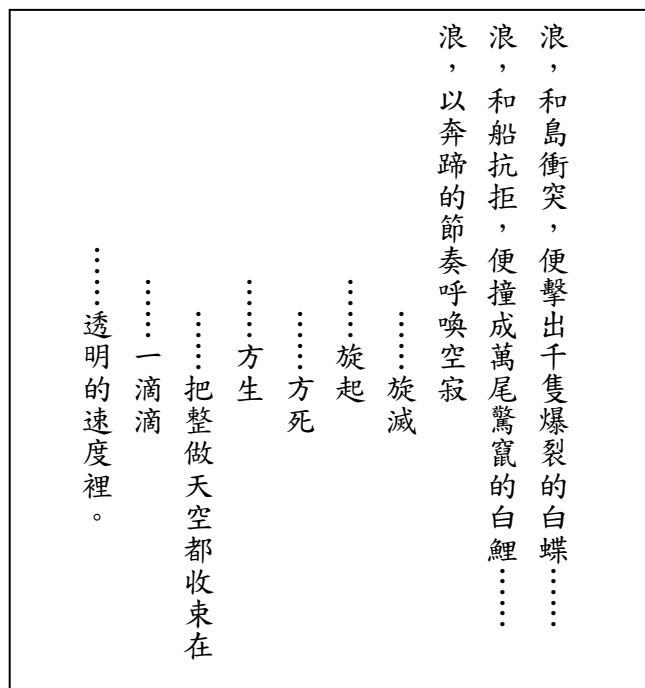 浪，和島衝突，便擊出千隻爆裂的白蝶……
浪，和船抗拒，便撞成萬尾驚竄的白鯉……
浪，以奔蹄的節奏呼喚空寂
……旋滅
……旋起
……方死
……方生
……把整做天空都收束在
……一滴滴
……透明的速度裡。